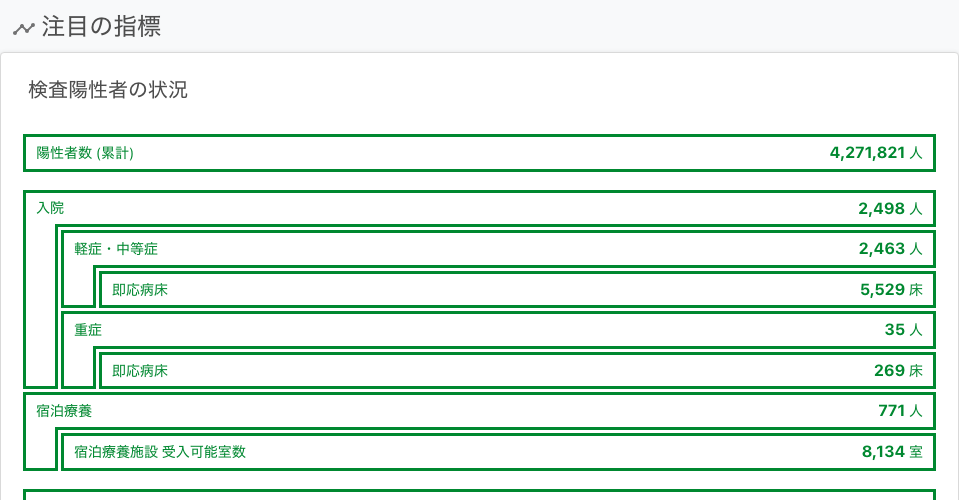 注目の指標
検査陽性者の状況
陽性者数 (累計) 4,271,821 人
入院 2,498 人
軽症・中等症 2,463 人
即応病床 5,529 床
重症 35 人
即応病床 269 床
宿泊療養 771 人
宿泊療養施設 受入可能室数 8,134 室